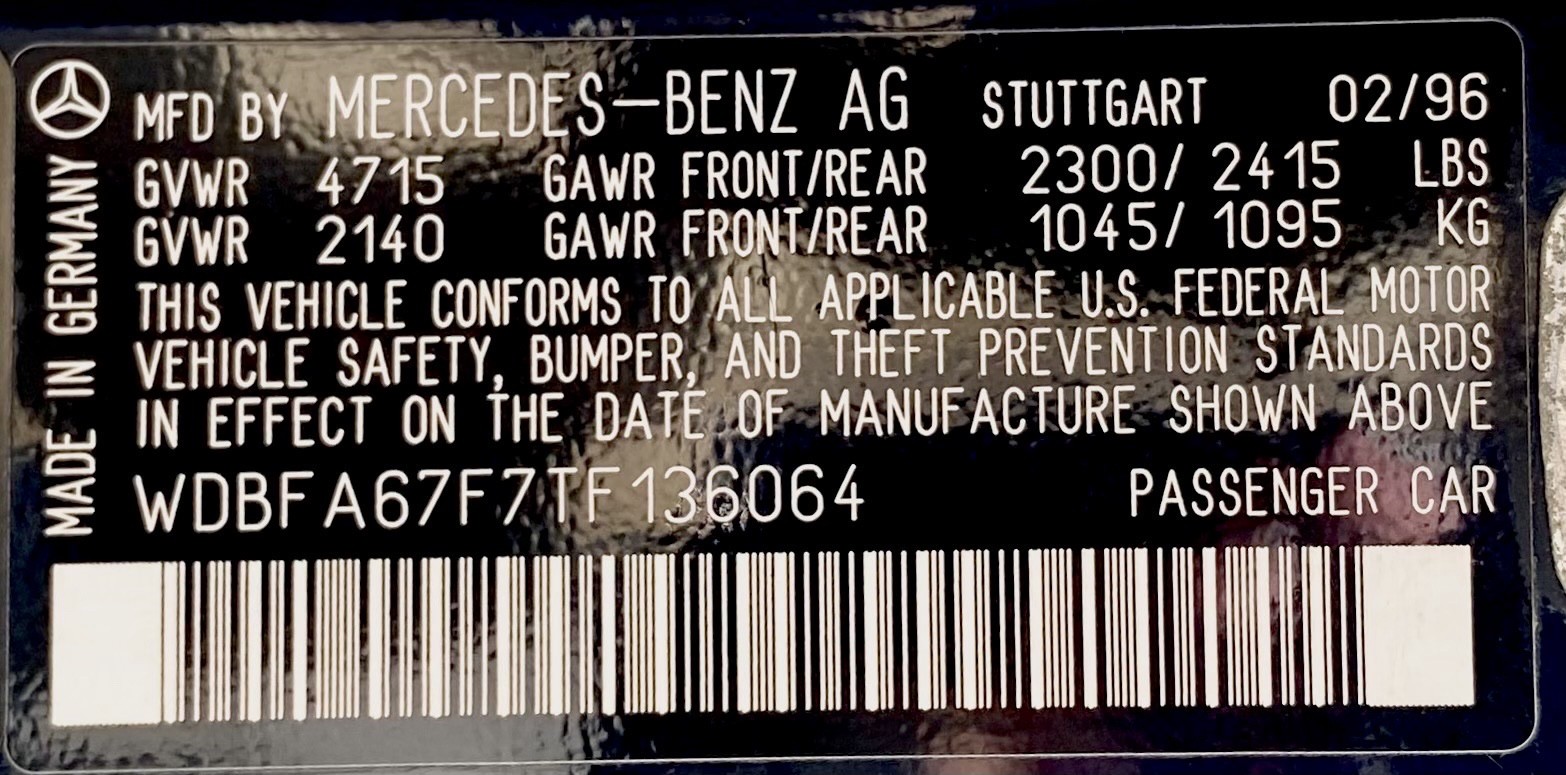 MFD BY MERCEDES-BENZ AG STUTTGART 02/96
GVWR 4715 GAWR FRONT/REAR 2300/ 2415 LBS
GVWR 2140 GAWR FRONT/REAR 1045/ 1095 KG
THIS VEHICLE CONFORMS TO ALL APPLICABLE U.S. FEDERAL MOTOR
VEHICLE SAFETY, BUMPER, AND THEFT PREVENTION STANDARDS
IN EFFECT ON THE DATE OF MANUFACTURE SHOWN ABOVE
WDBFA67F7TF136064 PASSENGER CAR
MADE IN GERMANY